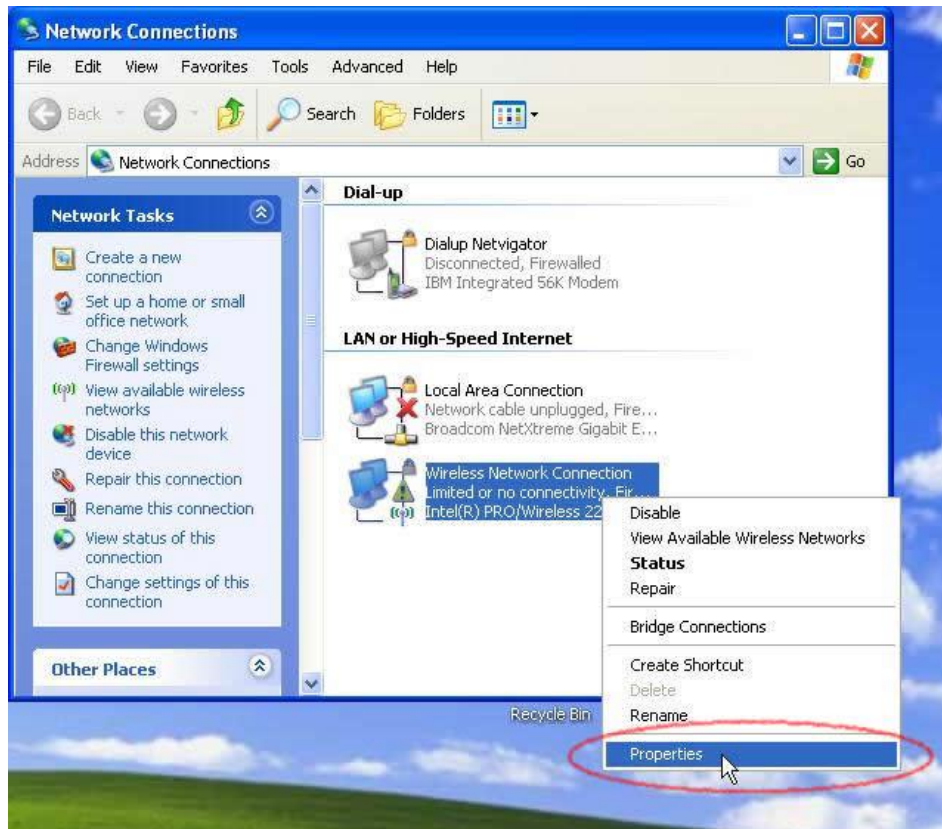 Network Connections
File Edit View Favorites Tools Advanced Help
Back Search Folders
Address Network Connections Go
Network Tasks
Create a new
connection
Set up a home or small
office network
Change Windows
Firewall settings
View available wireless
networks
Disable this network
device
Repair this connection
Rename this connection
View status of this
connection
Change settings of this
connection
Other Places
Dial-up
Dialup Netvigator
Disconnected, Firewalled
IBM Integrated 56K Modem
LAN or High-Speed Internet
Local Area Connection
Network cable unplugged, Fire...
Broadcom NetXtreme Gigabit E...
Wireless Network Connection
Limited or no connectivity, Fir...
Intel(R) PRO/Wireless 22
Disable
View Available Wireless Networks
Status
Repair
Bridge Connections
Create Shortcut
Delete
Rename
Properties
Recycle Bin